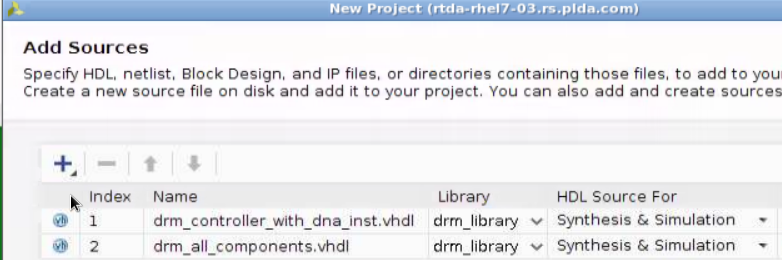 New Project (rtda-rhel7-03.rs.plda.com)
Add Sources
Specify HDL, netlist, Block Design, and IP files, or directories containing those files, to add to you
Create a new source file on disk and add it to your project. You can also add and create sources
Index Name Library HDL Source For
1 drm_controller_with_dna_inst.vhdl drm_library Synthesis & Simulation
2 drm_all_components.vhdl drm_library Synthesis & Simulation